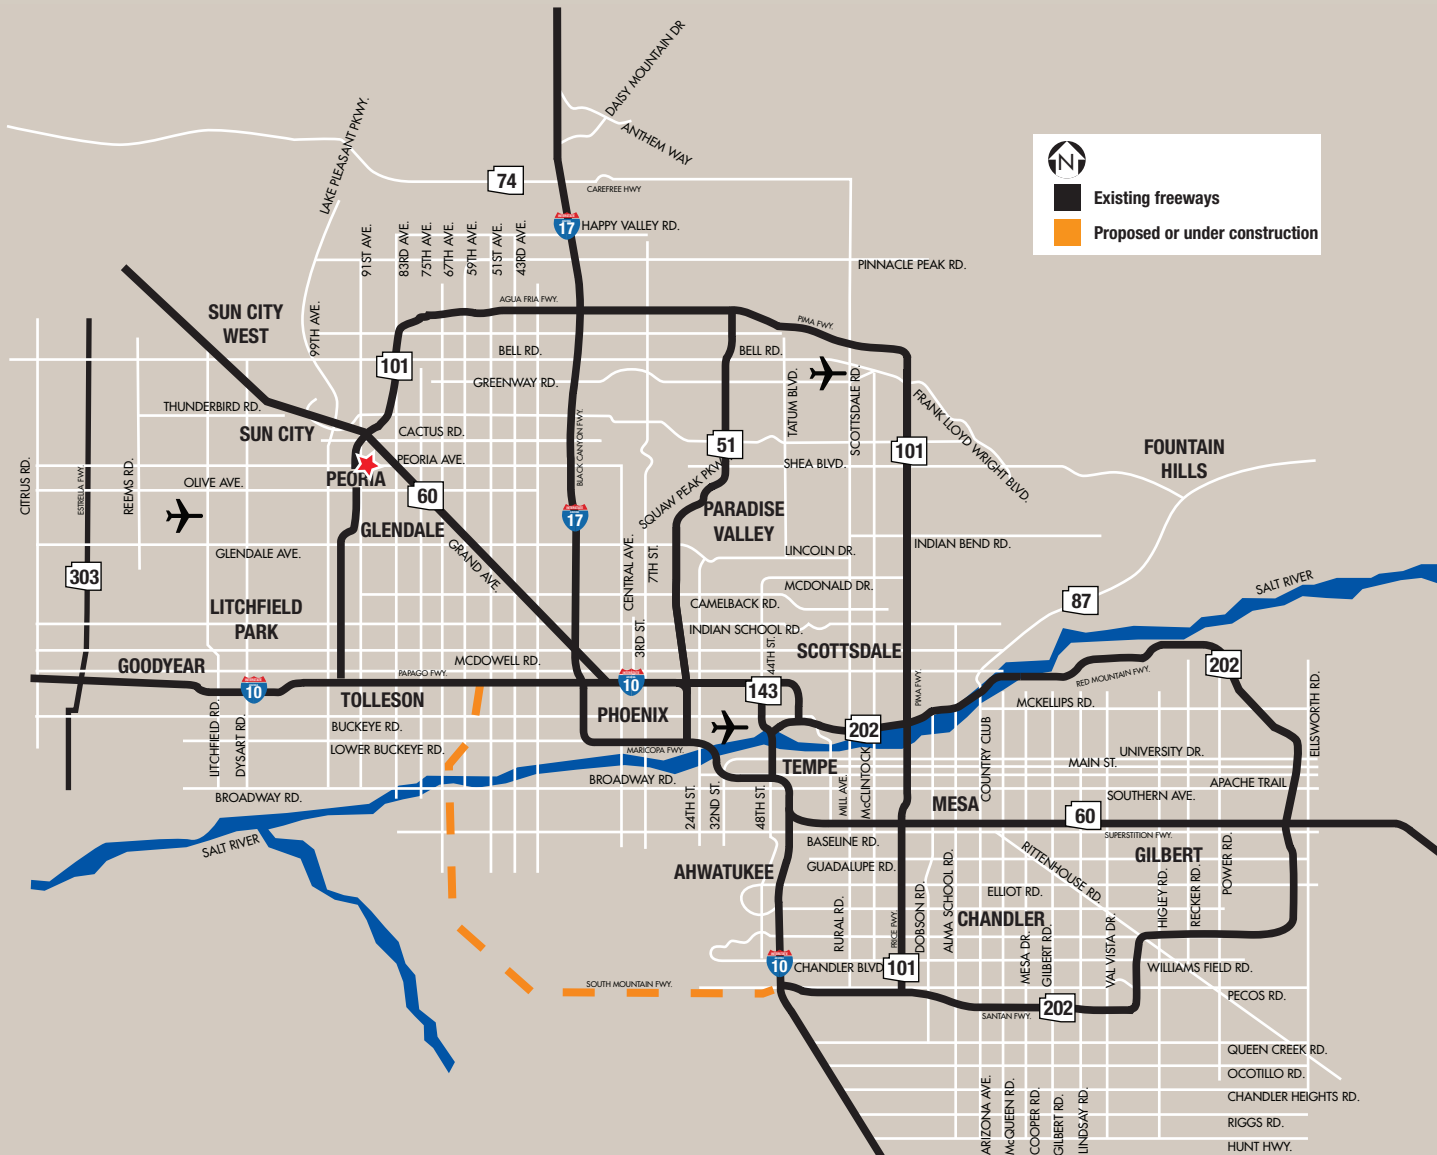 DAISY MOUNTAIN DR
ANTHEM WAY
LAKE PLEASANT PKWY.
74
CAREFREE HWY
N
Existing freeways
Proposed or under construction
17
HAPPY VALLEY RD.
91ST AVE.
83RD AVE.
75TH AVE.
67TH AVE.
59TH AVE.
51ST AVE.
43RD AVE.
PINNACLE PEAK RD.
SUN CITY
WEST
99TH AVE.
AGUA FRIA FWY.
PIMA FWY.
101
BELL RD.
BELL RD.
GREENWAY RD.
TATUM BLVD.
SCOTTSDALE RD.
FRANK LLOYD WRIGHT BLVD.
THUNDERBIRD RD.
SUN CITY
CACTUS RD.
BLACK CANYON FWY.
51
101
FOUNTAIN
HILLS
CITRUS RD.
ESTRELLA FWY.
REEMS RD.
PEORIA AVE.
PEORIA
OLIVE AVE.
60
SHEA BLVD.
SQUAW PEAK PKW
PARADISE
VALLEY
17
GLENDALE
GLENDALE AVE.
GRAND AVE.
CENTRAL AVE.
7TH ST.
LINCOLN DR.
INDIAN BEND RD.
303
MCDONALD DR.
SALT RIVER
87
LITCHFIELD
PARK
CAMELBACK RD.
INDIAN SCHOOL RD.
3RD ST.
44TH ST.
SCOTTSDALE
GOODYEAR
MCDOWELL RD.
PAPAGO FWY.
10
10
143
202
RED MOUNTAIN FWY.
TOLLESON
PHOENIX
PIMA FWY.
MCKELLIPS RD.
ELLSWORTH RD.
LITCHFIELD RD.
DYSART RD.
BUCKEYE RD.
LOWER BUCKEYE RD.
MARICOPA FWY.
202
COUNTRY CLUB
UNIVERSITY DR.
MAIN ST.
APACHE TRAIL
BROADWAY RD.
BROADWAY RD.
TEMPE
24TH ST.
32ND ST.
48TH ST.
MILL AVE.
McCLINTOCK
MESA
SOUTHERN AVE.
60
SUPERSTITION FWY.
SALT RIVER
BASELINE RD.
GUADALUPE RD.
AHWATUKEE
RITTENHOUSE RD.
GILBERT
ELLIOT RD.
CHANDLER
RURAL RD.
PRICE FWY.
DOBSON RD.
ALMA SCHOOL RD.
MESA DR.
GILBERT RD.
VAL VISTA DR.
HIGLEY RD.
RECKER RD.
POWER RD.
10
CHANDLER BLVD
101
WILLIAMS FIELD RD.
SOUTH MOUNTAIN FWY.
PECOS RD.
SANTAN FWY.
202
QUEEN CREEK RD.
OCOTILLO RD.
CHANDLER HEIGHTS RD.
RIGGS RD.
HUNT HWY.
ARIZONA AVE.
McQUEEN RD.
COOPER RD.
GILBERT RD.
LINDSAY RD.